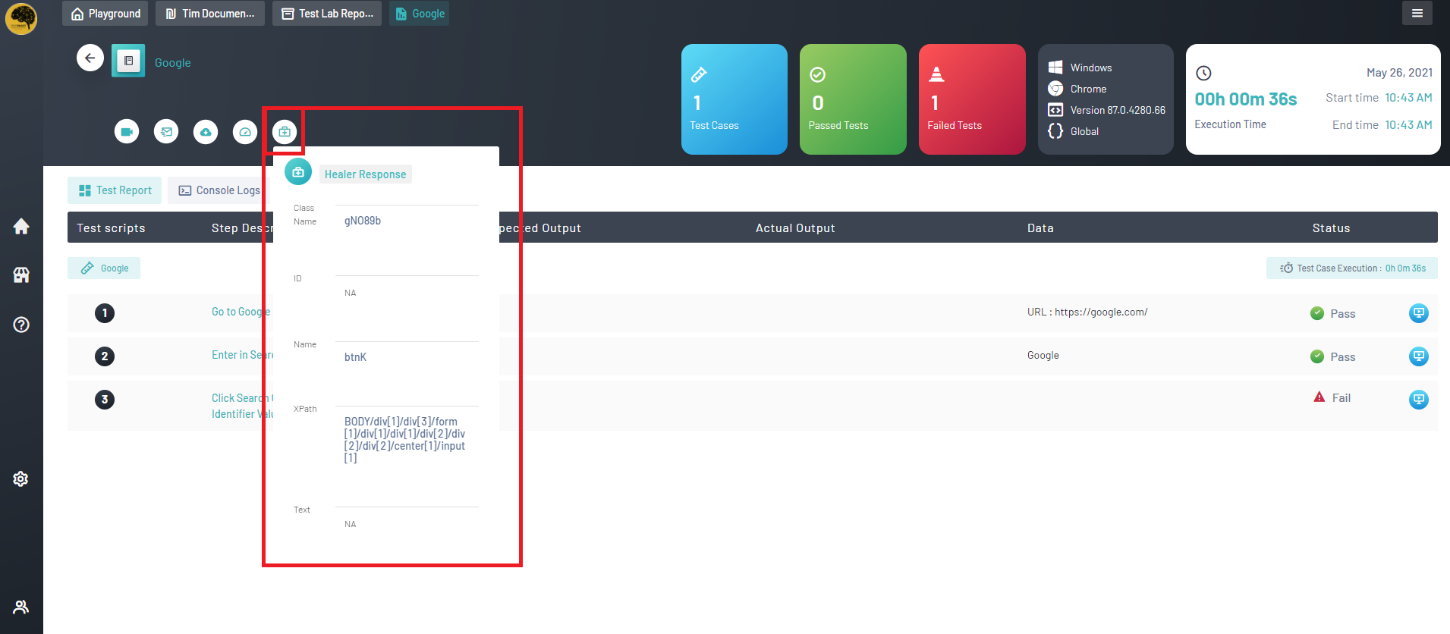 Playground
Tim Documen...
Test Lab Repo...
Google
Google
1
Test Cases
0
Passed Tests
1
Failed Tests
Windows
Chrome
Version 87.0.4280.66
Global
May 26, 2021
00h 00m 36s
Start time 10:43 AM
Execution Time
End time 10:43 AM
Healer Response
Class
Name
gNO89b
ID
NA
Name
btnK
XPath
BODY/div[1]/div[3]/form
[1]/div[1]/div[1]/div[2]/div
[2]/div[2]/center[1]/input
[1]
Text
NA
Test Report
Console Logs
Test scripts
Step Descr
pected Output
Actual Output
Data
Status
Google
Test Case Execution : 0h 0m 36s
1
Go to Google
URL : https://google.com/
Pass
2
Enter in Sear
Google
Pass
3
Click Search
Identifier Valu
Fail